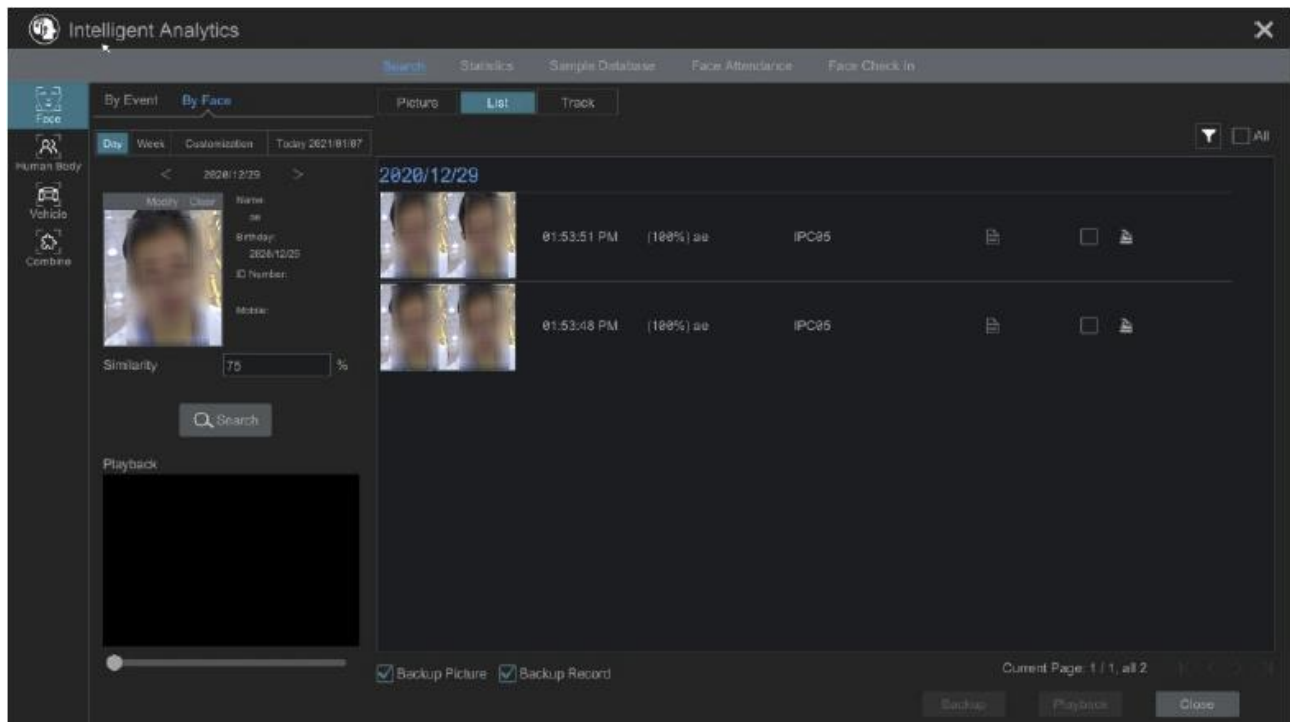 Intelligent Analytics
Search Statistics Sample Database Face Attendance Face Check In
Face
Human Body
Vehicle
Combine
By Event By Face
Day Week Customization Today 2021/01/07
2020/12/29
Modify Clear
Name:
ae
Birthday:
2020/12/25
ID Number:
Mobile:
Similarity 75 %
Search
Playback
Picture List Track
All
2020/12/29
01:53:51 PM (100%) ae IPC05
01:53:48 PM (100%) ae IPC05
Backup Picture Backup Record
Current Page: 1 / 1, all 2
Backup Playback Close